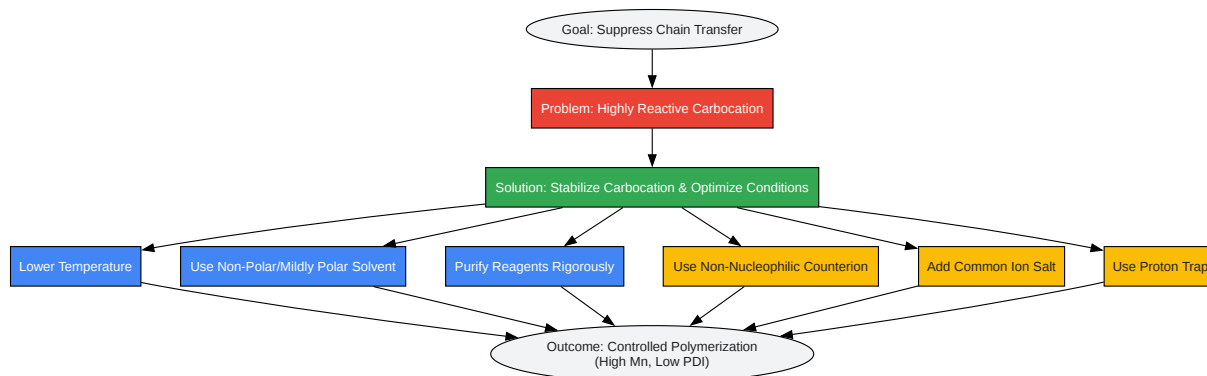 Goal: Suppress Chain Transfer
Problem: Highly Reactive Carbocation
Solution: Stabilize Carbocation & Optimize Conditions
Lower Temperature
Use Non-Polar/Mildly Polar Solvent
Purify Reagents Rigorously
Use Non-Nucleophilic Counterion
Add Common Ion Salt
Use Proton Trap
Outcome: Controlled Polymerization
(High Mn, Low PDI)